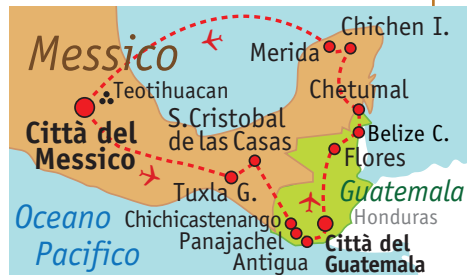 Chichen I.
Messico
Merida
Teotihuacan
Chetumal
S.Cristobal
de las Casas
Città del
Messico
Belize C.
Flores
Tuxla G.
Guatemala
Oceano
Pacifico
Chichicastenango
Honduras
Panajachel
Antigua
Città del
Guatemala